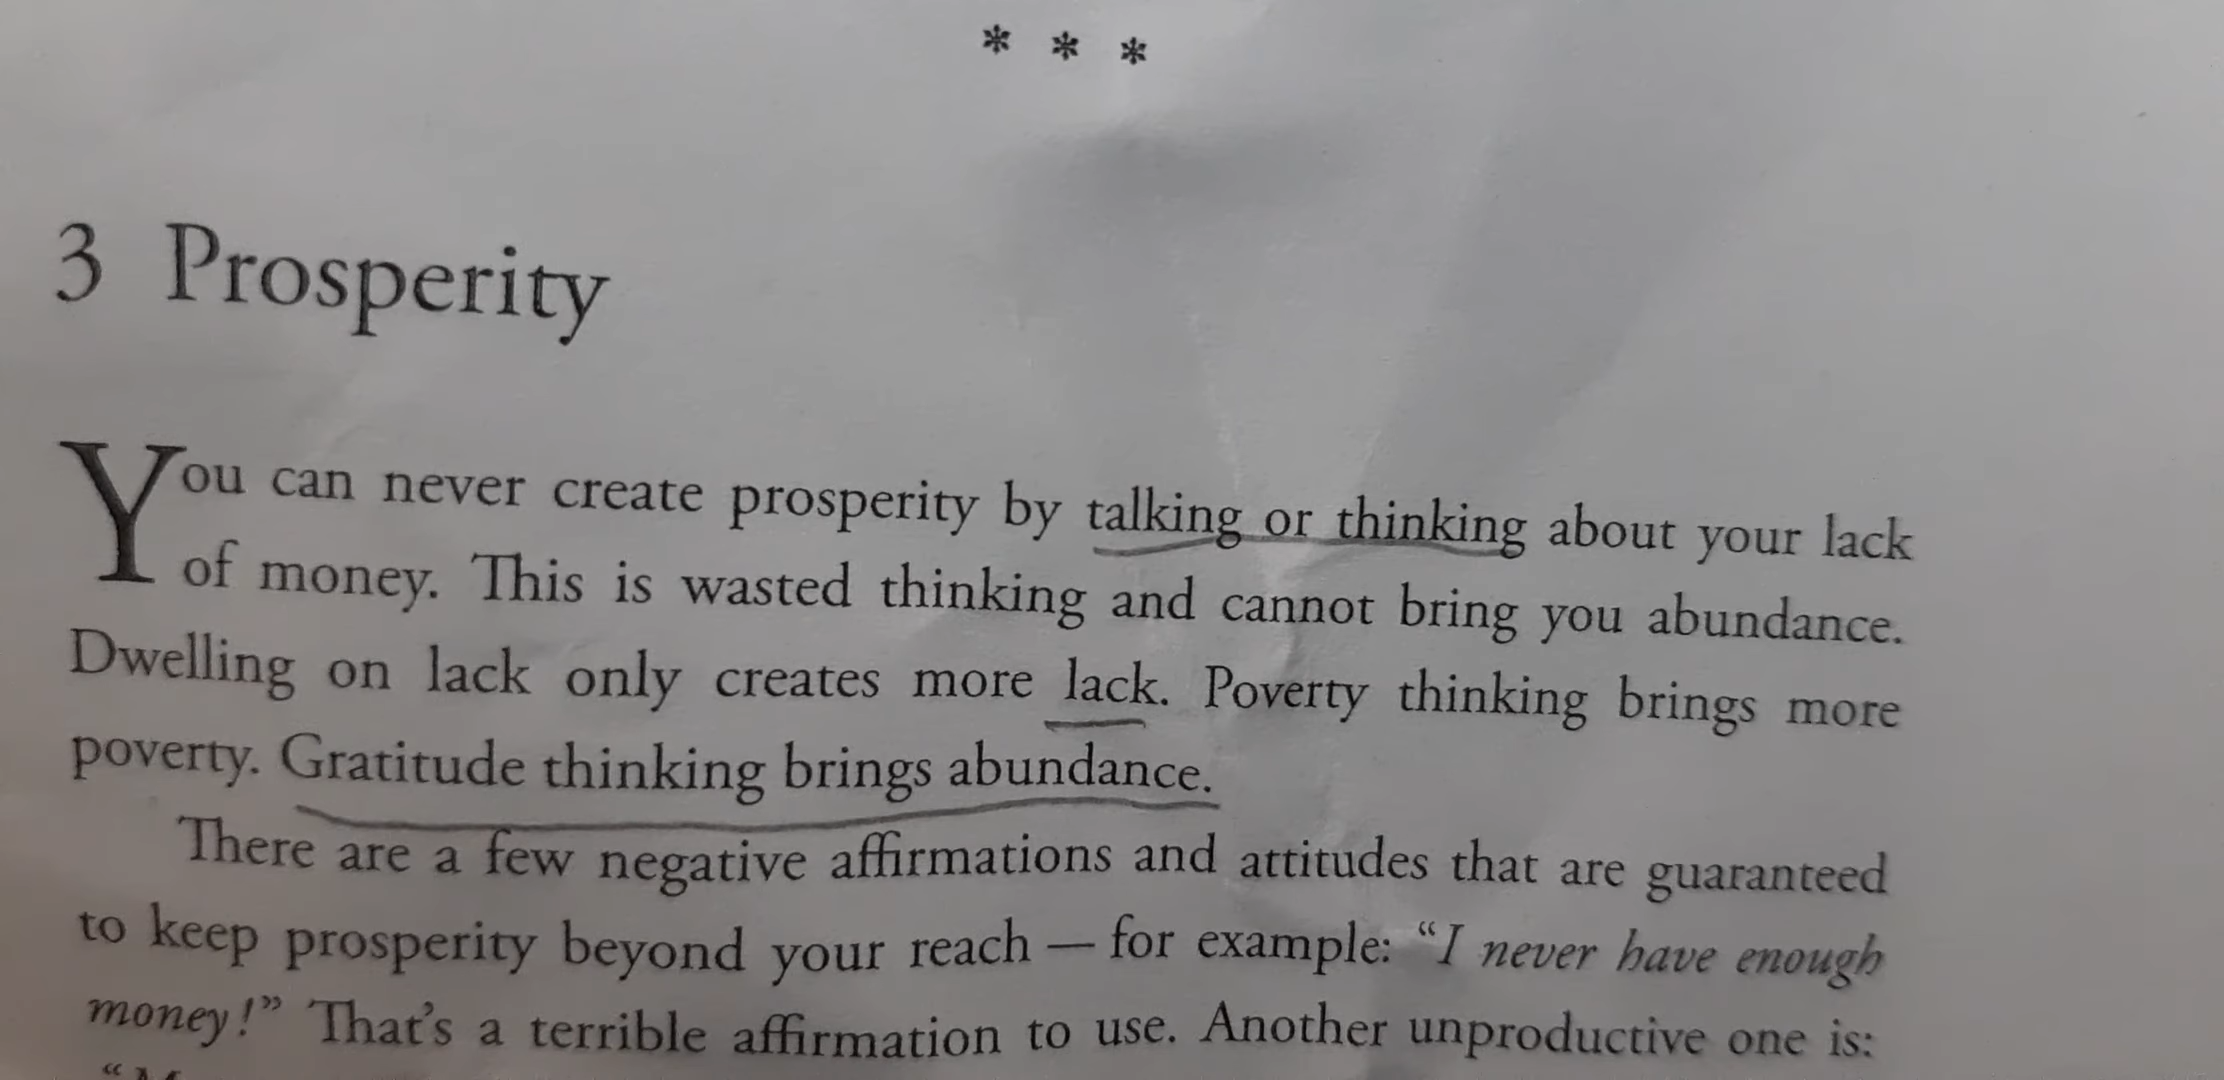 * * *
3 Prosperity
You can never create prosperity by talking or thinking about your lack
of money. This is wasted thinking and cannot bring you abundance.
Dwelling on lack only creates more lack. Poverty thinking brings more
poverty. Gratitude thinking brings abundance.
There are a few negative affirmations and attitudes that are guaranteed
to keep prosperity beyond your reach — for example: “I never have enough
money!” That’s a terrible affirmation to use. Another unproductive one is: